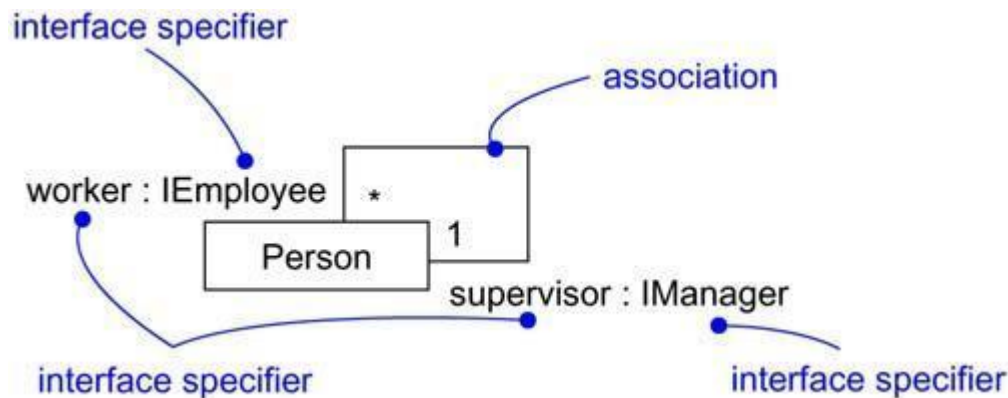 interface specifier
association
worker : IEmployee
*
1
Person
supervisor : IManager
interface specifier
interface specifier